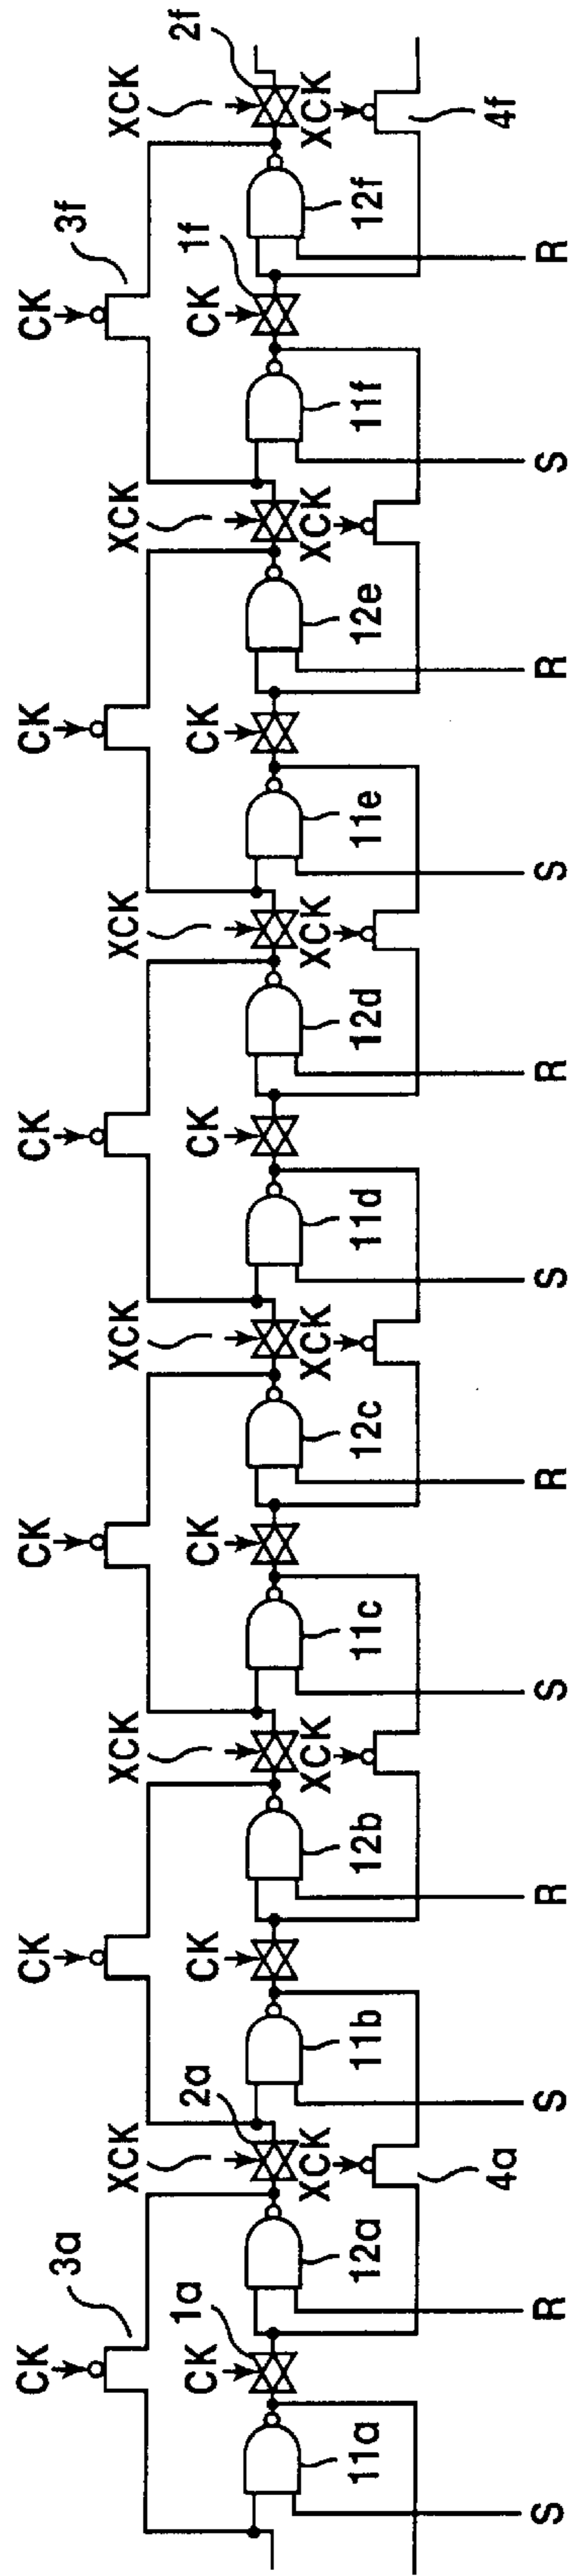 CK CK CK CK CK CK
3a 3f
XCK XCK XCK XCK XCK XCK
1a 2a 1f 2f
CK CK CK CK CK CK
XCK XCK XCK XCK XCK XCK
11a 12a 11b 12b 11c 12c 11d 12d 11e 12e 11f 12f
4a 4f
S R S R S R S R S R S R